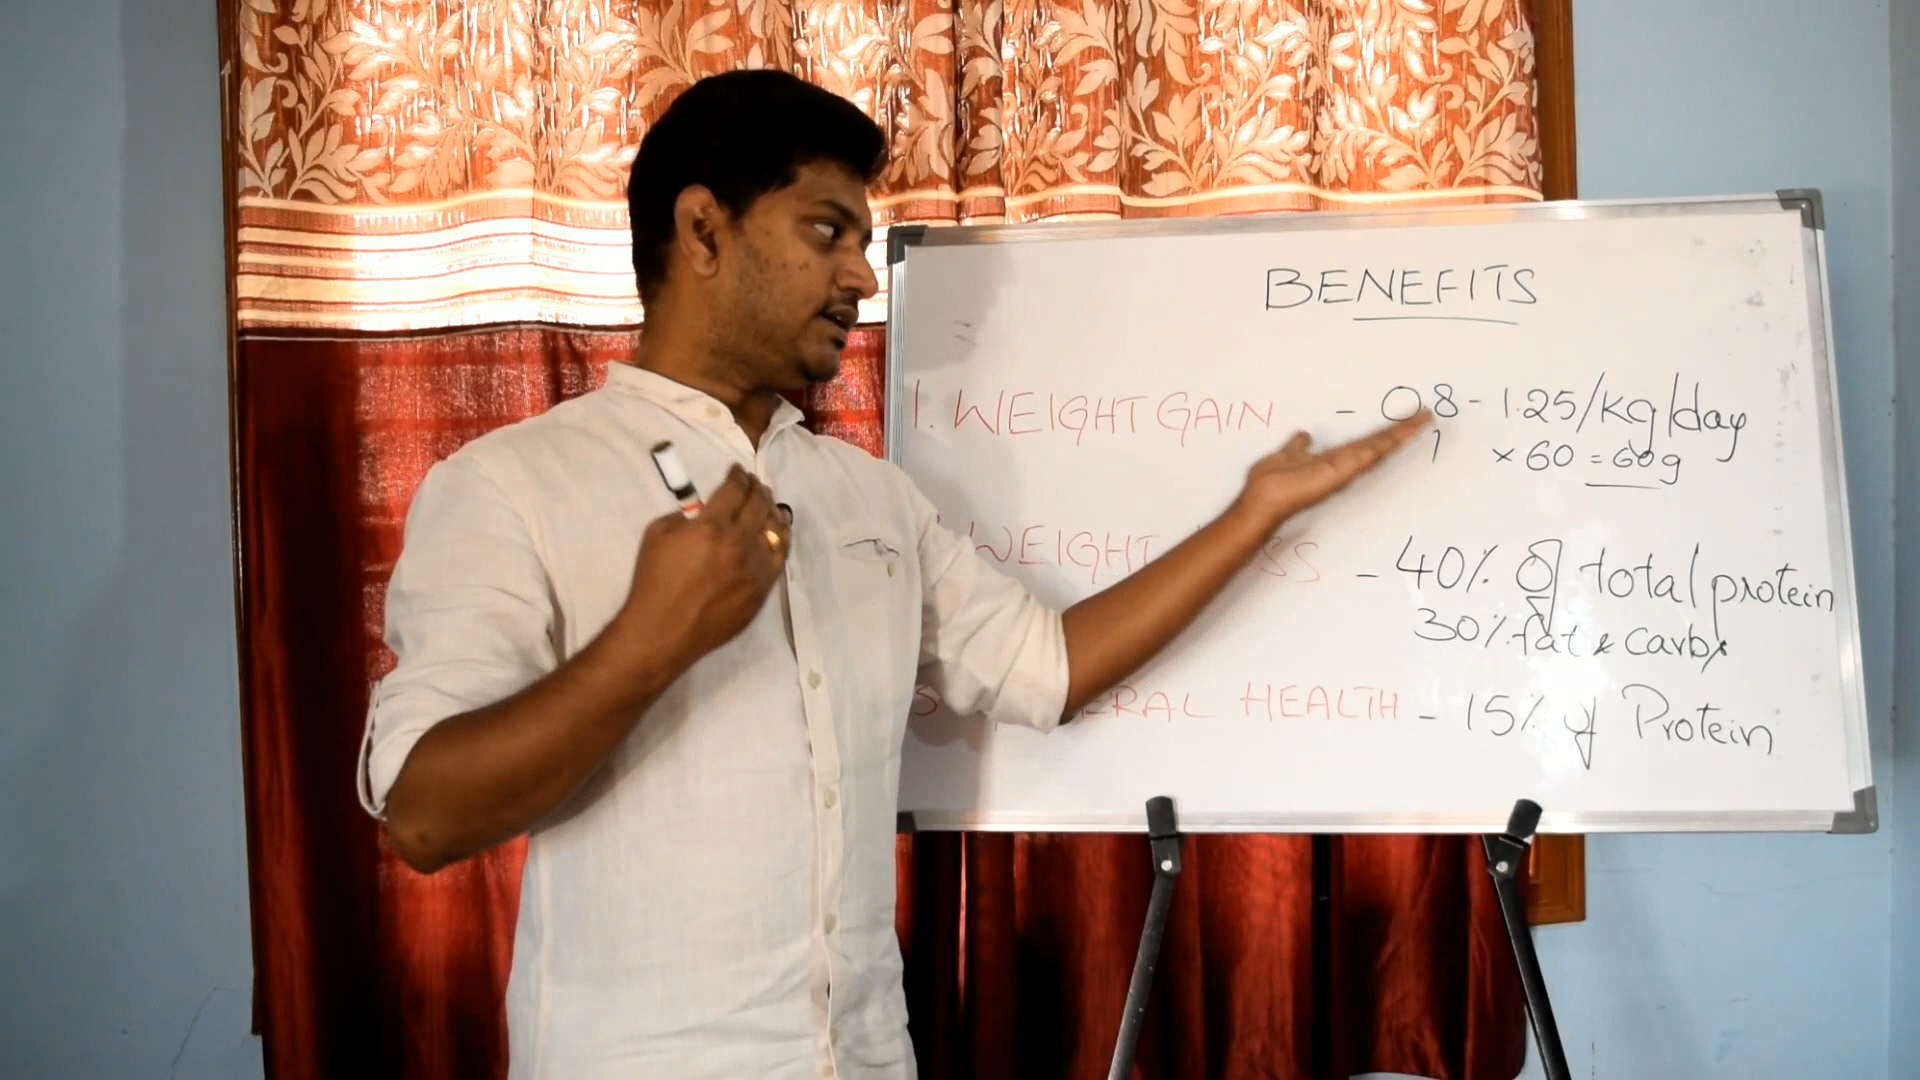 BENEFITS
1. WEIGHT GAIN - 0.8 - 1.25/kg/day
1 × 60 = 60g
WEIGHT - 40% of total protein
30% fat & carbs
HEALTH - 15% of Protein